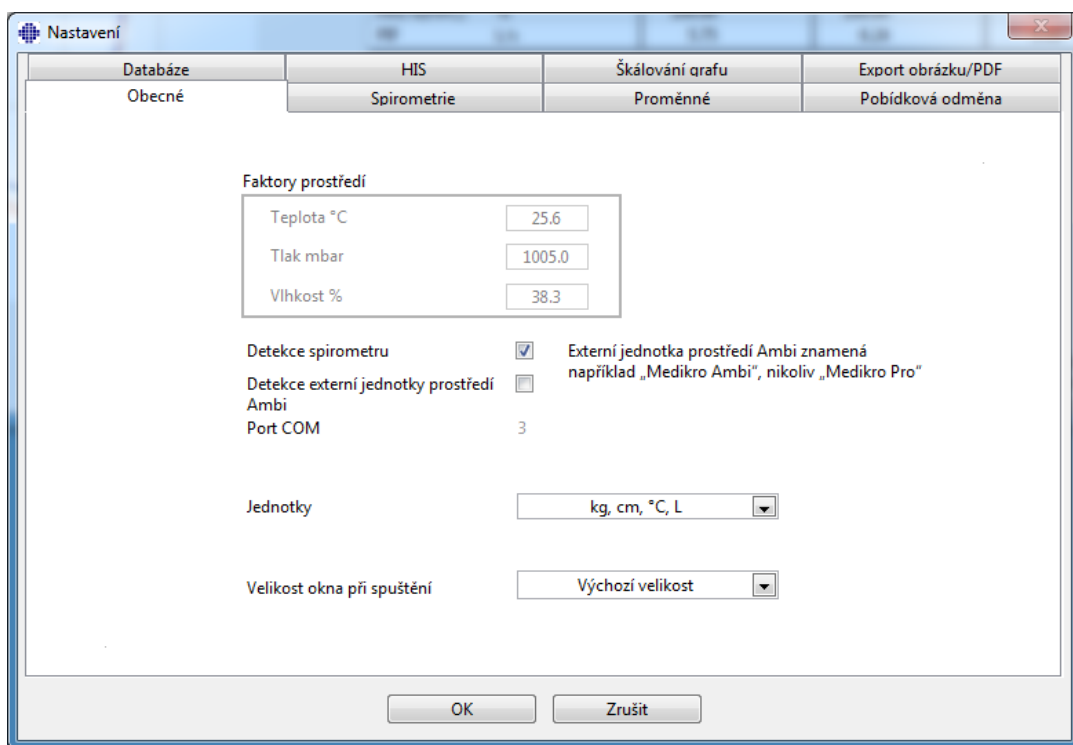 Nastavení
Databáze HIS Škálování grafu Export obrázku/PDF
Obecné Spirometrie Proměnné Pobídková odměna
Faktory prostředí
Teplota °C 25.6
Tlak mbar 1005.0
Vlhkost % 38.3
Detekce spirometru
Externí jednotka prostředí Ambi znamená
například „Medikro Ambi“, nikoliv „Medikro Pro“
Detekce externí jednotky prostředí
Ambi
Port COM 3
Jednotky kg, cm, °C, L
Velikost okna při spuštění Výchozí velikost
OK Zrušit